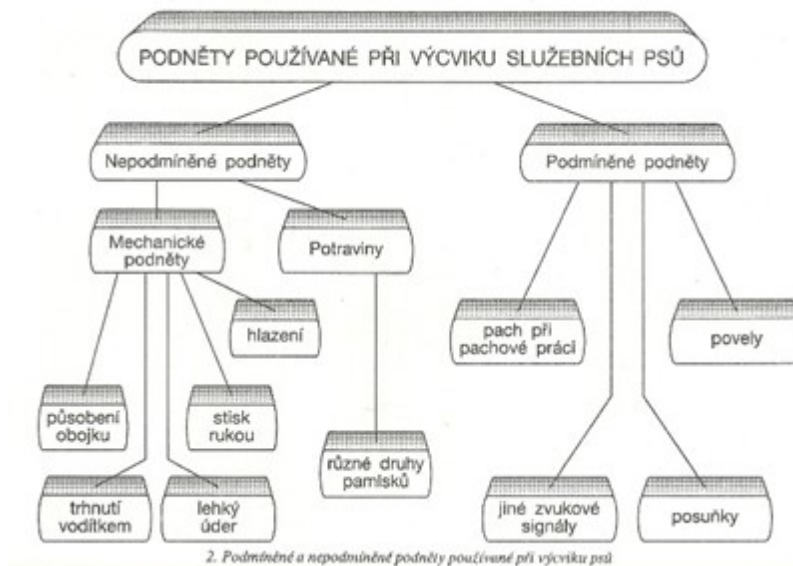 PODNĚTY POUŽÍVANÉ PŘI VÝCVIKU SLUŽEBNÍCH PSŮ
Nepodmíněné podněty
Podmíněné podněty
Mechanické
podněty
Potraviny
hlazení
pach při
pachové práci
povely
působení
obojku
stisk
rukou
různé druhy
pamlsků
trhnutí
vodítkem
lehký
úder
jiné zvukové
signály
posuňky
2. Podmíněné a nepodmíněné podněty používané při výcviku psů